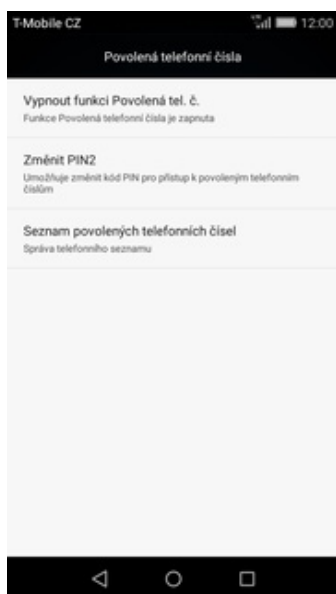 T-Mobile CZ 12:00
Povolená telefonní čísla
Vypnout funkci Povolená tel. č.
Funkce Povolená telefonní čísla je zapnuta
Změnit PIN2
Umožňuje změnit kód PIN pro přístup k povoleným telefonním
číslům
Seznam povolených telefonních čísel
Správa telefonního seznamu